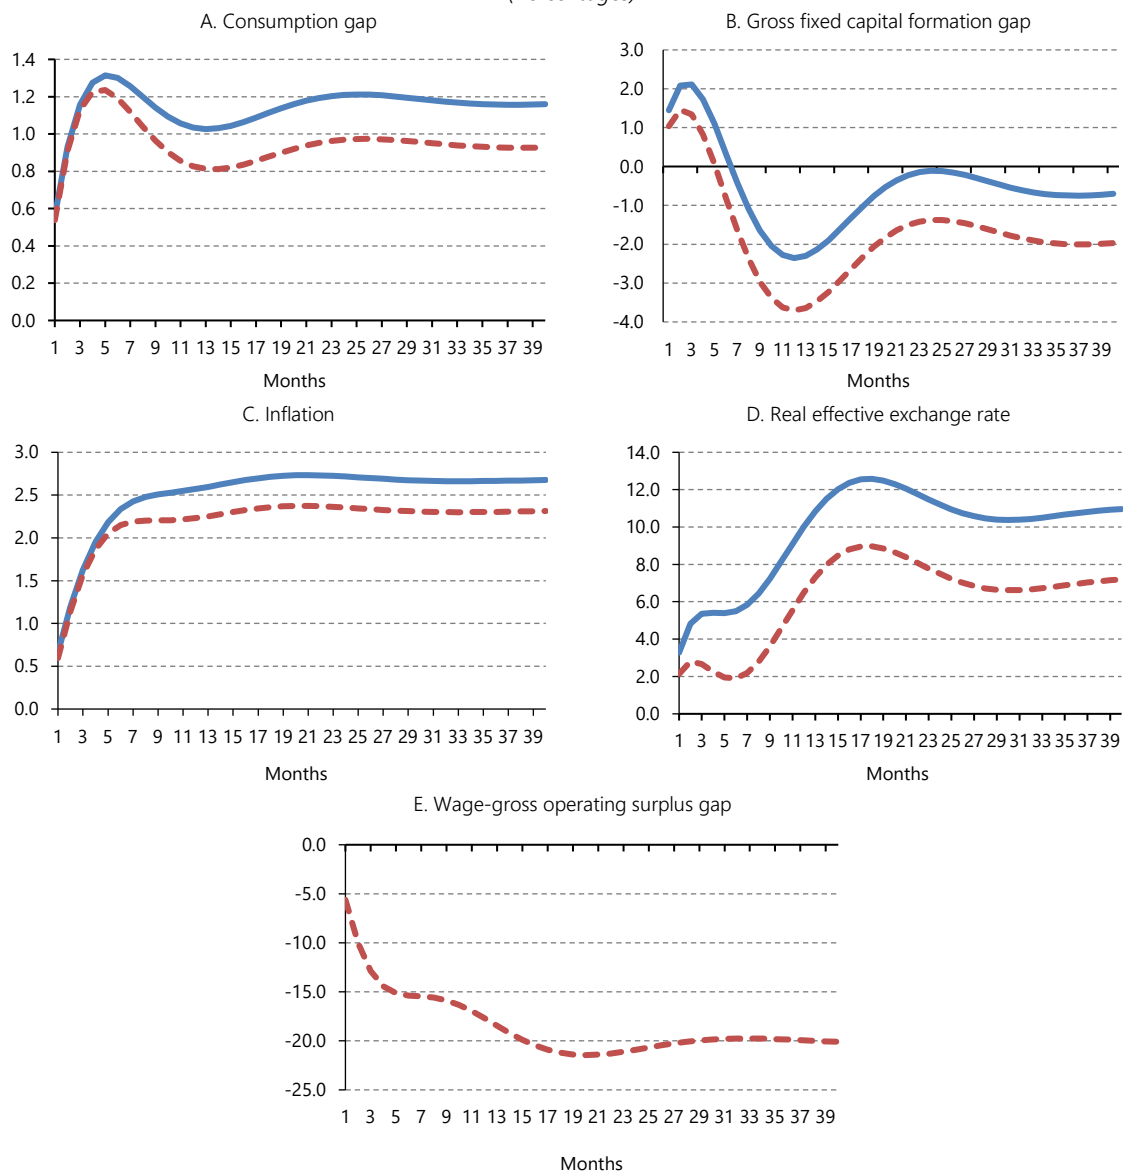 A. Consumption gap
1.4
1.2
1.0
0.8
0.6
0.4
0.2
0.0
1 3 5 7 9 11 13 15 17 19 21 23 25 27 29 31 33 35 37 39
Months
B. Gross fixed capital formation gap
3.0
2.0
1.0
0.0
-1.0
-2.0
-3.0
-4.0
1 3 5 7 9 11 13 15 17 19 21 23 25 27 29 31 33 35 37 39
Months
C. Inflation
3.0
2.5
2.0
1.5
1.0
0.5
0.0
1 3 5 7 9 11 13 15 17 19 21 23 25 27 29 31 33 35 37 39
Months
D. Real effective exchange rate
14.0
12.0
10.0
8.0
6.0
4.0
2.0
0.0
1 3 5 7 9 11 13 15 17 19 21 23 25 27 29 31 33 35 37 39
Months
E. Wage-gross operating surplus gap
0.0
-5.0
-10.0
-15.0
-20.0
-25.0
1 3 5 7 9 11 13 15 17 19 21 23 25 27 29 31 33 35 37 39
Months